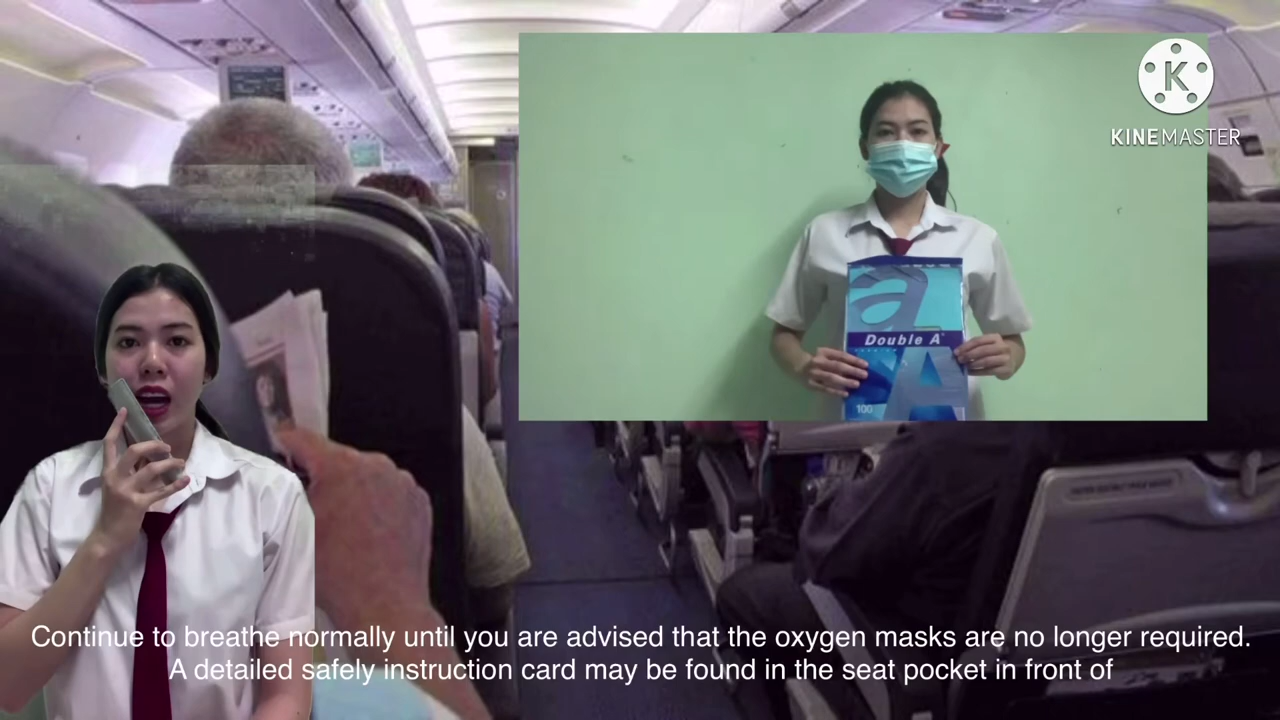 KINEMASTER
a
Double A
A
100
Continue to breathe normally until you are advised that the oxygen masks are no longer required.
A detailed safely instruction card may be found in the seat pocket in front of